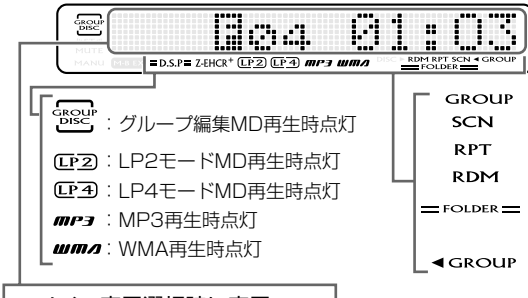 GROUP
DISC
04 01:03
MUTE
MANU
= D.S.P = Z-EHCR+ LP2 LP4 MP3 WMA DISC RDM RPT SCN ◄ GROUP
= FOLDER =
GROUP DISC : グループ編集MD再生時点灯
LP2 : LP2モードMD再生時点灯
LP4 : LP4モードMD再生時点灯
MP3 : MP3再生時点灯
WMA : WMA再生時点灯
GROUP
SCN
RPT
RDM
= FOLDER =
◄ GROUP